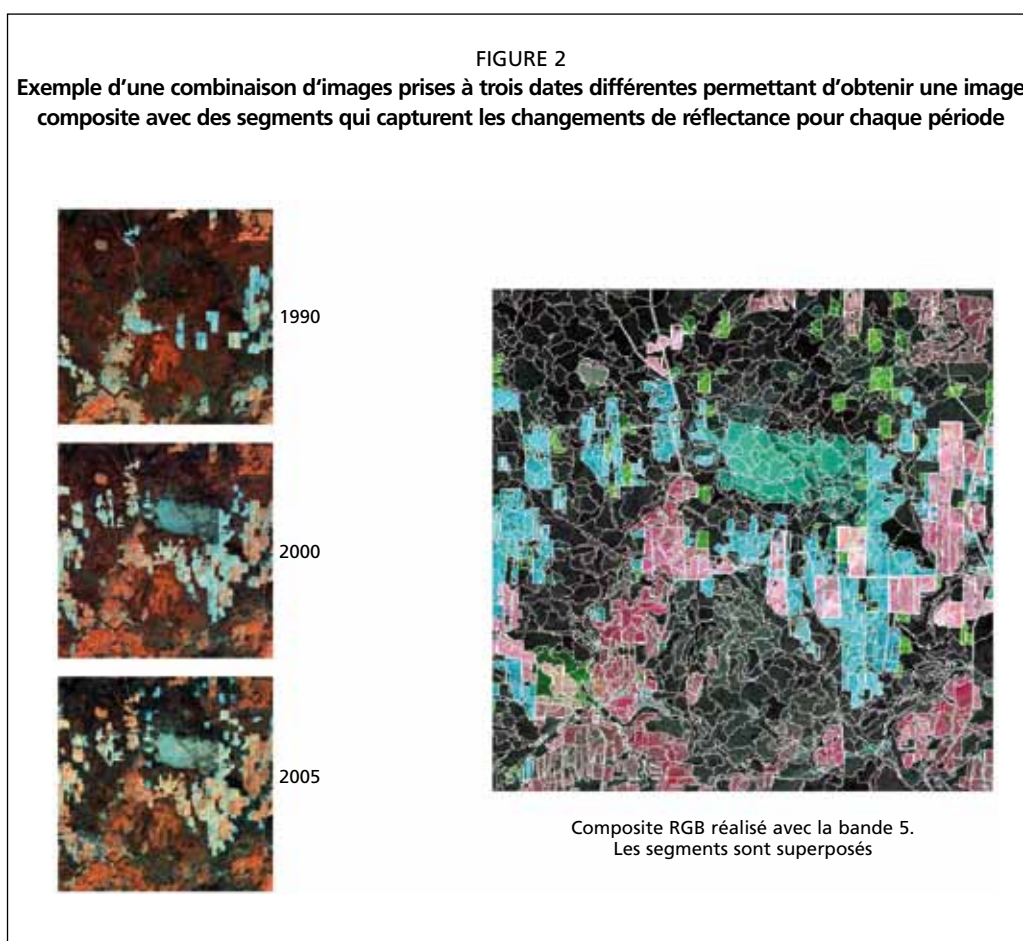 FIGURE 2
Exemple d’une combinaison d‘images prises à trois dates différentes permettant d’obtenir une image
composite avec des segments qui capturent les changements de réflectance pour chaque période
1990
2000
2005
Composite RGB réalisé avec la bande 5.
Les segments sont superposés